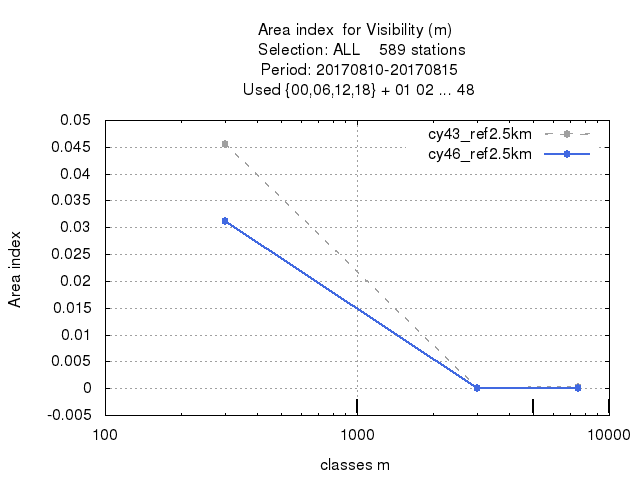 Area index  for Visibility (m)
Selection: ALL    589 stations
Period: 20170810-20170815
Used {00,06,12,18} + 01 02 ... 48
cy43_ref2.5km
cy46_ref2.5km
0.05
0.045
0.04
0.035
0.03
0.025
0.02
0.015
0.01
0.005
0
-0.005
Area index
100
1000
10000
classes m